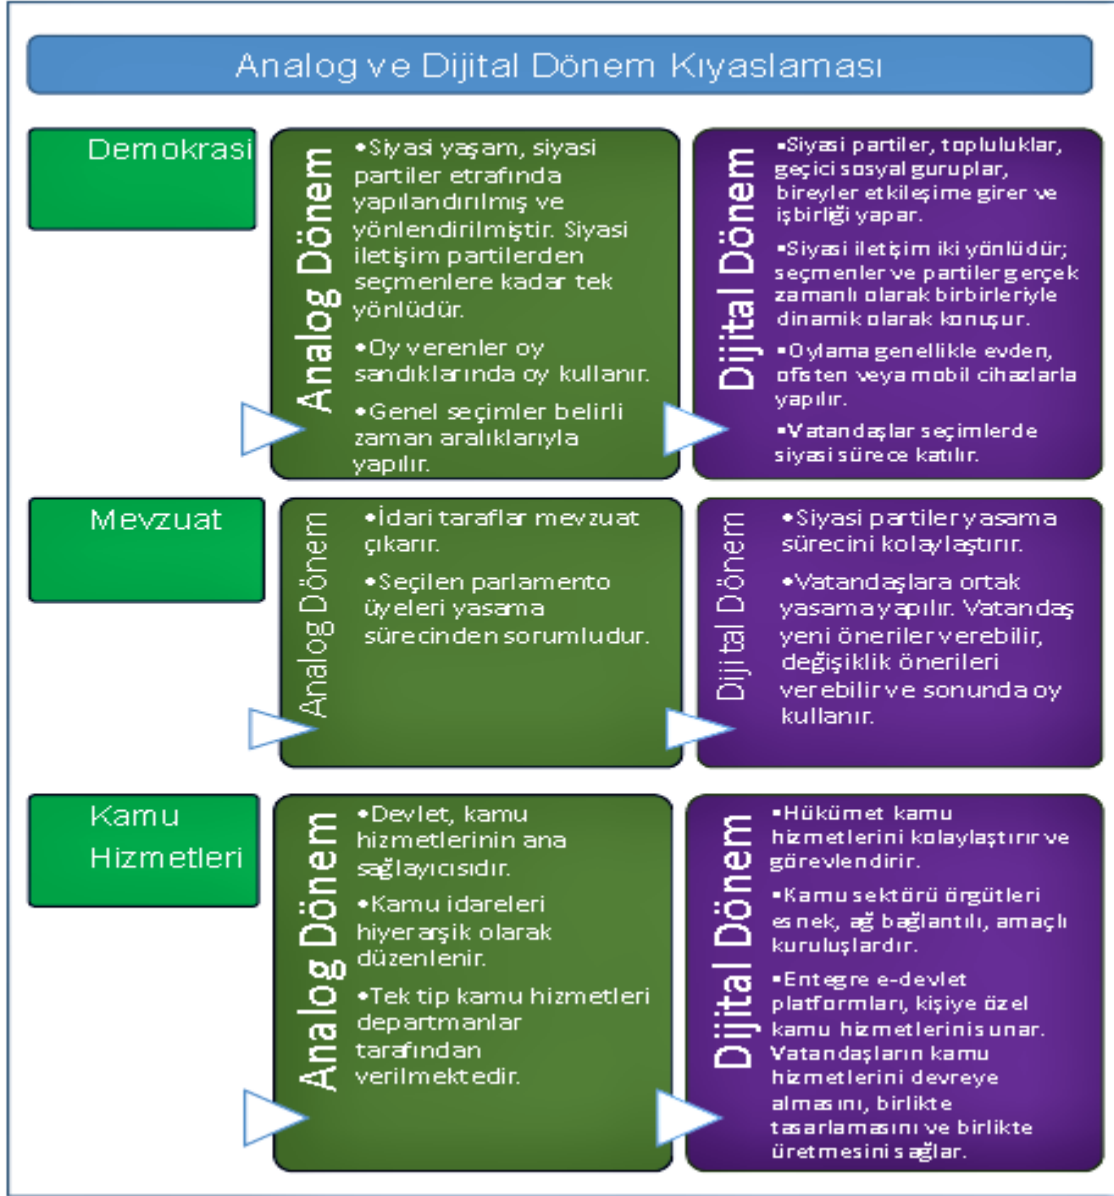 Analog ve Dijital Dönem Kıyaslaması
Demokrasi
Analog Dönem
•Siyasi yaşam, siyasi
partiler etrafında
yapılandırılmış ve
yönlendirilmiştir. Siyasi
iletişim partilerden
seçmenlere kadar tek
yönlüdür.
•Oy verenler oy
sandıklarında oy kullanır.
•Genel seçimler belirli
zaman aralıklarıyla
yapılır.
Dijital Dönem
•Siyasi partiler, topluluklar,
geçici sosyal guruplar,
bireyler etkileşime girer ve
işbirliği yapar.
•Siyasi iletişim iki yönlüdür;
seçmenler ve partiler gerçek
zamanlı olarak birbirleriyle
dinamik olarak konuşur.
•Oylama genellikle evden,
ofisten veya mobil cihazlarla
yapılır.
•Vatandaşlar seçimlerde
siyasi sürece katılır.
Mevzuat
Analog Dönem
•İdari taraflar mevzuat
çıkarır.
•Seçilen parlamento
üyeleri yasama
sürecinden sorumludur.
Dijital Dönem
•Siyasi partiler yasama
sürecini kolaylaştırır.
•Vatandaşlara ortak
yasama yapılır. Vatandaş
yeni öneriler verebilir,
değişiklik önerileri
verebilir ve sonunda oy
kullanır.
Kamu
Hizmetleri
Analog Dönem
•Devlet, kamu
hizmetlerinin ana
sağlayıcısıdır.
•Kamu idareleri
hiyerarşik olarak
düzenlenir.
•Tek tip kamu hizmetleri
departmanlar
tarafından
verilmektedir.
Dijital Dönem
•Hükümet kamu
hizmetlerini kolaylaştırır ve
görevlendirir.
•Kamu sektörü örgütleri
esnek, ağ bağlantılı, amaçlı
kuruluşlardır.
•Entegre e-devlet
platformları, kişiye özel
kamu hizmetlerini sunar.
Vatandaşların kamu
hizmetlerini devreye
almasını, birlikte
tasarlamasını ve birlikte
üretmesini sağlar.